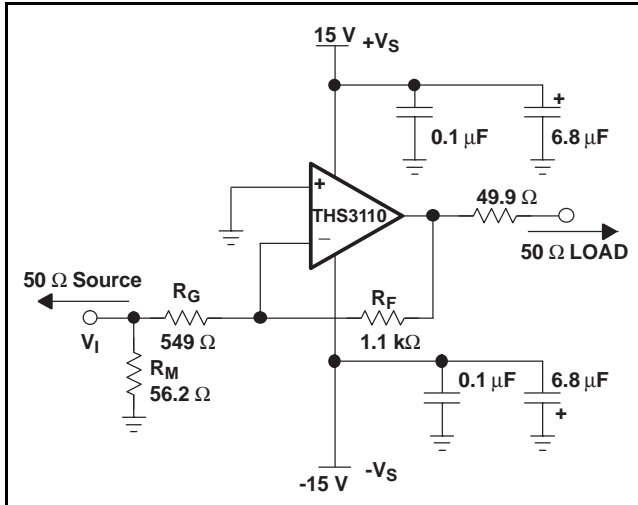 15 V +VS
0.1 µF
6.8 µF
+
+
THS3110
−
49.9 Ω
50 Ω LOAD
50 Ω Source
RG
RF
VI
549 Ω
1.1 kΩ
RM
56.2 Ω
0.1 µF
6.8 µF
+
-VS
-15 V